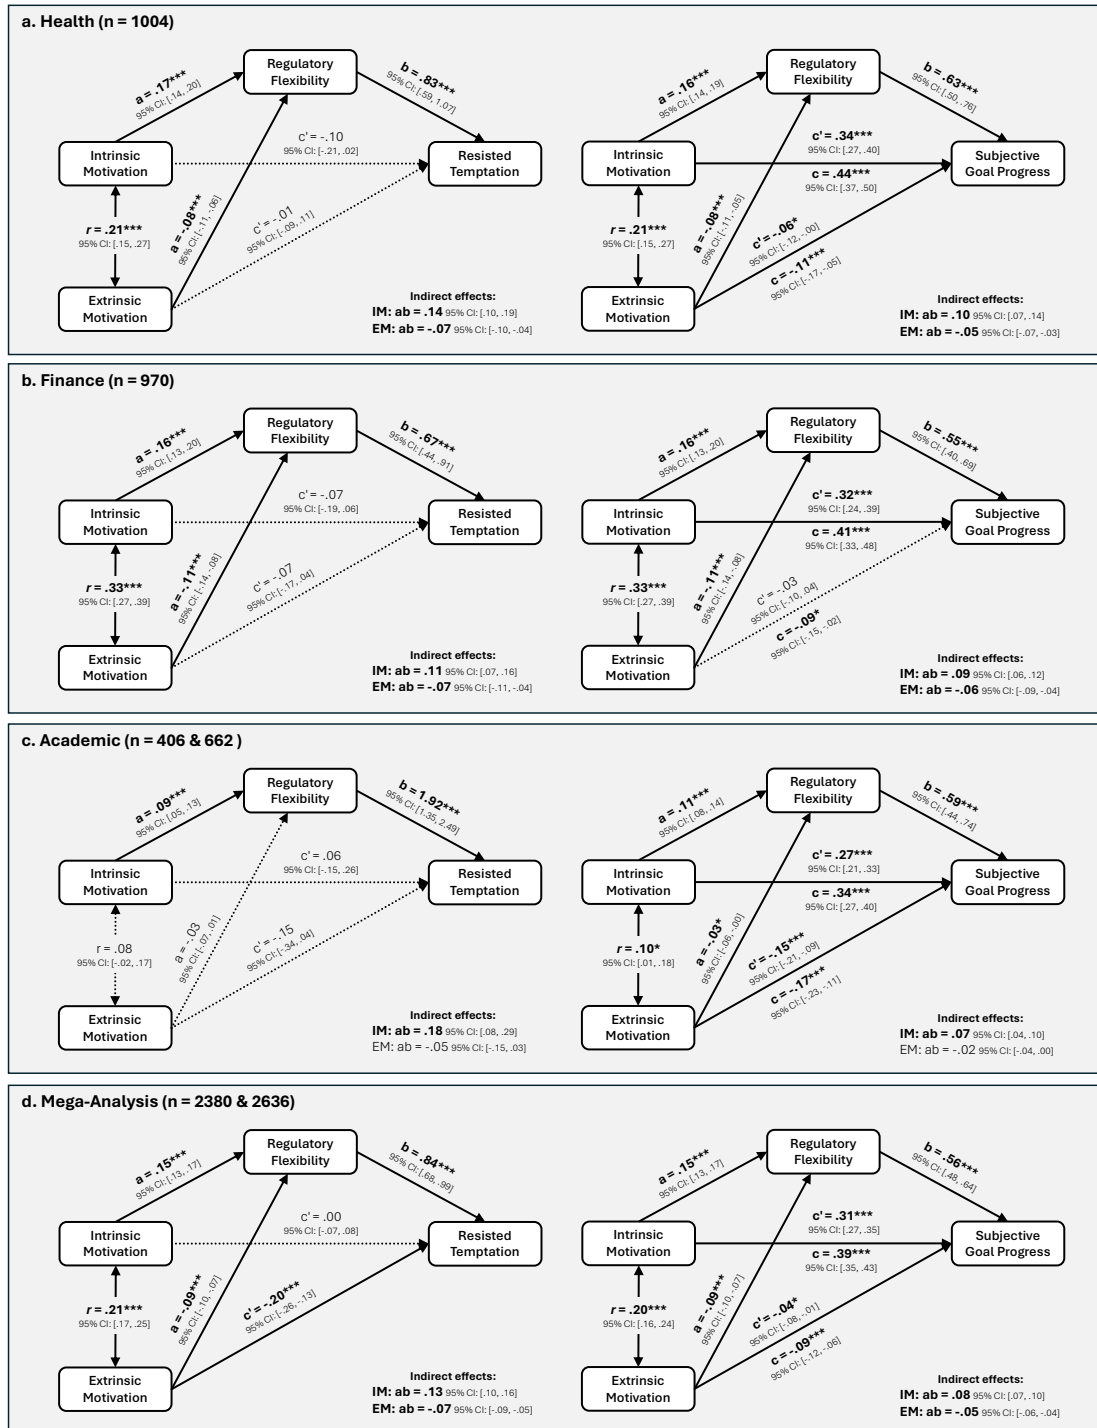 a. Health (n = 1004)
Regulatory
Flexibility
a = .17***
95% CI: [.14, .20]
b = .83***
95% CI: [.59, 1.07]
c' = -.10
95% CI: [-.21, .02]
Intrinsic
Motivation
Resisted
Temptation
r = .21***
95% CI: [.15, .27]
a = -.08***
95% CI: [-.11, -.06]
c' = -.01
95% CI: [-.09, .11]
Extrinsic
Motivation
Indirect effects:
IM: ab = .14 95% CI: [.10, .19]
EM: ab = -.07 95% CI: [-.10, -.04]
Regulatory
Flexibility
a = .16***
95% CI: [.14, .19]
b = .63***
95% CI: [.50, .76]
c' = .34***
95% CI: [.27, .40]
Intrinsic
Motivation
Subjective
Goal Progress
c = .44***
95% CI: [.37, .50]
r = .21***
95% CI: [.15, .27]
a = -.08***
95% CI: [-.11, -.05]
c' = -.06*
95% CI: [-.12, -.00]
c = -.11***
95% CI: [-.17, -.05]
Extrinsic
Motivation
Indirect effects:
IM: ab = .10 95% CI: [.07, .14]
EM: ab = -.05 95% CI: [-.07, -.03]
b. Finance (n = 970)
Regulatory
Flexibility
a = .16***
95% CI: [.13, .20]
b = .67***
95% CI: [.44, .91]
c' = -.07
95% CI: [-.19, .06]
Intrinsic
Motivation
Resisted
Temptation
r = .33***
95% CI: [.27, .39]
a = -.11***
95% CI: [-.14, -.08]
c' = -.07
95% CI: [-.17, .04]
Extrinsic
Motivation
Indirect effects:
IM: ab = .11 95% CI: [.07, .16]
EM: ab = -.07 95% CI: [-.11, -.04]
Regulatory
Flexibility
a = .16***
95% CI: [.13, .20]
b = .55***
95% CI: [.40, .69]
c' = .32***
95% CI: [.24, .39]
Intrinsic
Motivation
Subjective
Goal Progress
c = .41***
95% CI: [.33, .48]
r = .33***
95% CI: [.27, .39]
a = -.11***
95% CI: [-.14, -.08]
c' = -.03
95% CI: [-.10, .04]
c = -.09*
95% CI: [-.15, -.02]
Extrinsic
Motivation
Indirect effects:
IM: ab = .09 95% CI: [.06, .12]
EM: ab = -.06 95% CI: [-.09, -.04]
c. Academic (n = 406 & 662 )
Regulatory
Flexibility
a = .09***
95% CI: [.05, .13]
b = 1.92***
95% CI: [1.35, 2.49]
c' = .06
95% CI: [-.15, .26]
Intrinsic
Motivation
Resisted
Temptation
r = .08
95% CI: [-.02, .17]
a = -.03
95% CI: [-.07, .01]
c' = -.15
95% CI: [-.34, .04]
Extrinsic
Motivation
Indirect effects:
IM: ab = .18 95% CI: [.08, .29]
EM: ab = -.05 95% CI: [-.15, .03]
Regulatory
Flexibility
a = .11***
95% CI: [.08, .14]
b = .59***
95% CI: [.44, .74]
c' = .27***
95% CI: [.21, .33]
Intrinsic
Motivation
Subjective
Goal Progress
c = .34***
95% CI: [.27, .40]
r = .10*
95% CI: [.01, .18]
a = -.03*
95% CI: [-.06, -.00]
c' = -.15***
95% CI: [-.21, -.09]
c = -.17***
95% CI: [-.23, -.11]
Extrinsic
Motivation
Indirect effects:
IM: ab = .07 95% CI: [.04, .10]
EM: ab = -.02 95% CI: [-.04, .00]
d. Mega-Analysis (n = 2380 & 2636)
Regulatory
Flexibility
a = .15***
95% CI: [.13, .17]
b = .84***
95% CI: [.68, .99]
c' = .00
95% CI: [-.07, .08]
Intrinsic
Motivation
Resisted
Temptation
r = .21***
95% CI: [.17, .25]
a = -.09***
95% CI: [-.10, -.07]
c' = -.20***
95% CI: [-.26, -.13]
Extrinsic
Motivation
Indirect effects:
IM: ab = .13 95% CI: [.10, .16]
EM: ab = -.07 95% CI: [-.09, -.05]
Regulatory
Flexibility
a = .15***
95% CI: [.13, .17]
b = .56***
95% CI: [.48, .64]
c' = .31***
95% CI: [.27, .35]
Intrinsic
Motivation
Subjective
Goal Progress
c = .39***
95% CI: [.35, .43]
r = .20***
95% CI: [.16, .24]
a = -.09***
95% CI: [-.10, -.07]
c' = -.04*
95% CI: [-.08, -.01]
c = -.09***
95% CI: [-.12, -.06]
Extrinsic
Motivation
Indirect effects:
IM: ab = .08 95% CI: [.07, .10]
EM: ab = -.05 95% CI: [-.06, -.04]